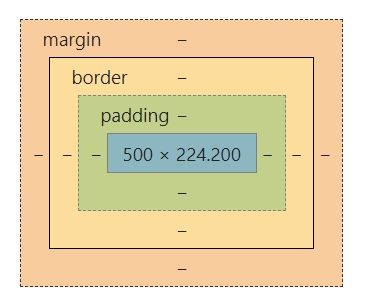 margin –
border –
padding –
– – – 500 × 224.200 – – –
–
–
–